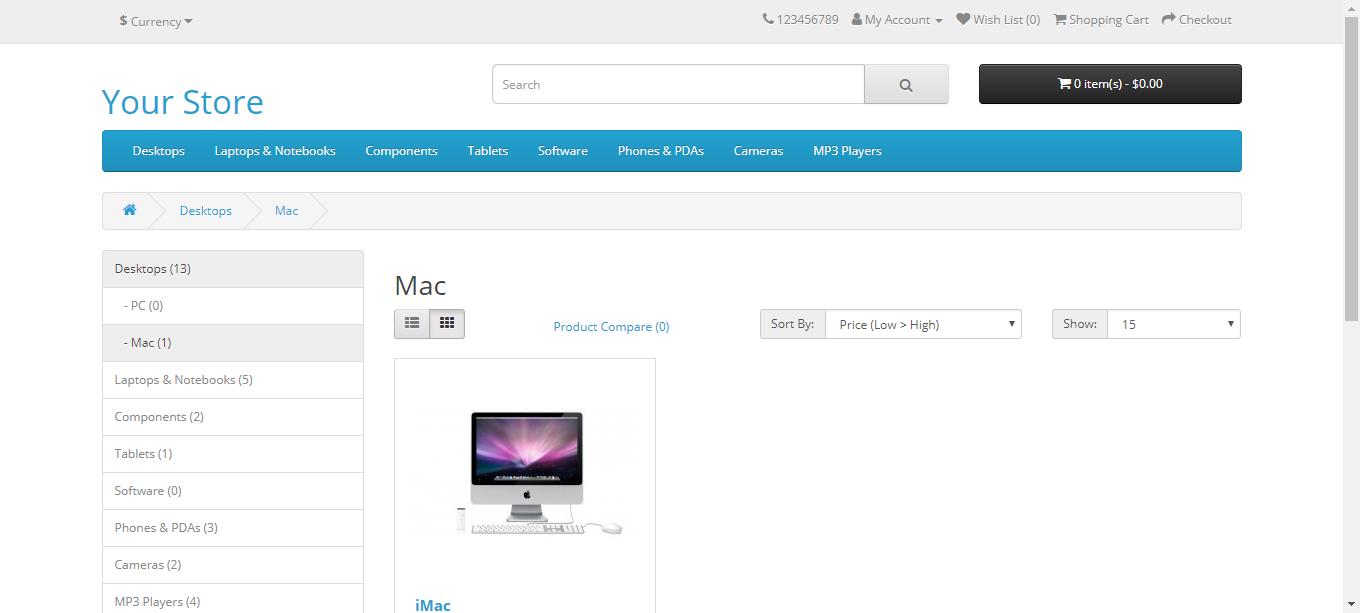 $ Currency
123456789 My Account Wish List (0) Shopping Cart Checkout
Your Store
Search
0 item(s) - $0.00
Desktops Laptops & Notebooks Components Tablets Software Phones & PDAs Cameras MP3 Players
Desktops Mac
Desktops (13)
- PC (0)
- Mac (1)
Laptops & Notebooks (5)
Components (2)
Tablets (1)
Software (0)
Phones & PDAs (3)
Cameras (2)
MP3 Players (4)
Mac
Product Compare (0)
Sort By: Price (Low > High)
Show: 15
iMac